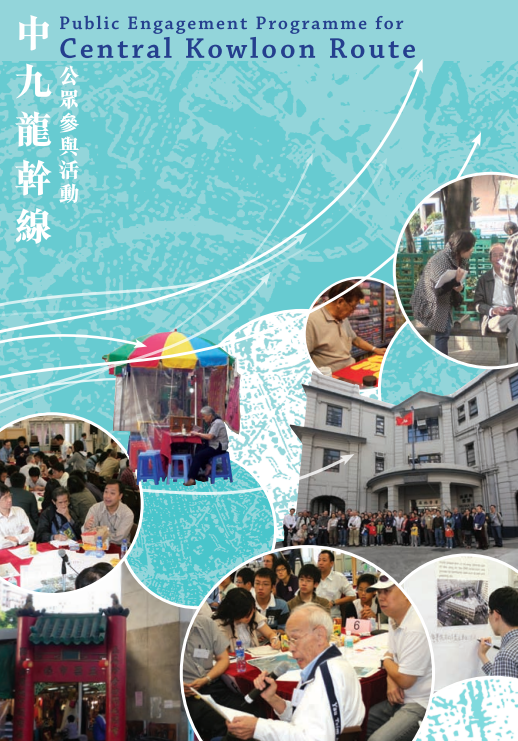 Public Engagement Programme for
Central Kowloon Route
中九龍幹線
公眾參與活動
6